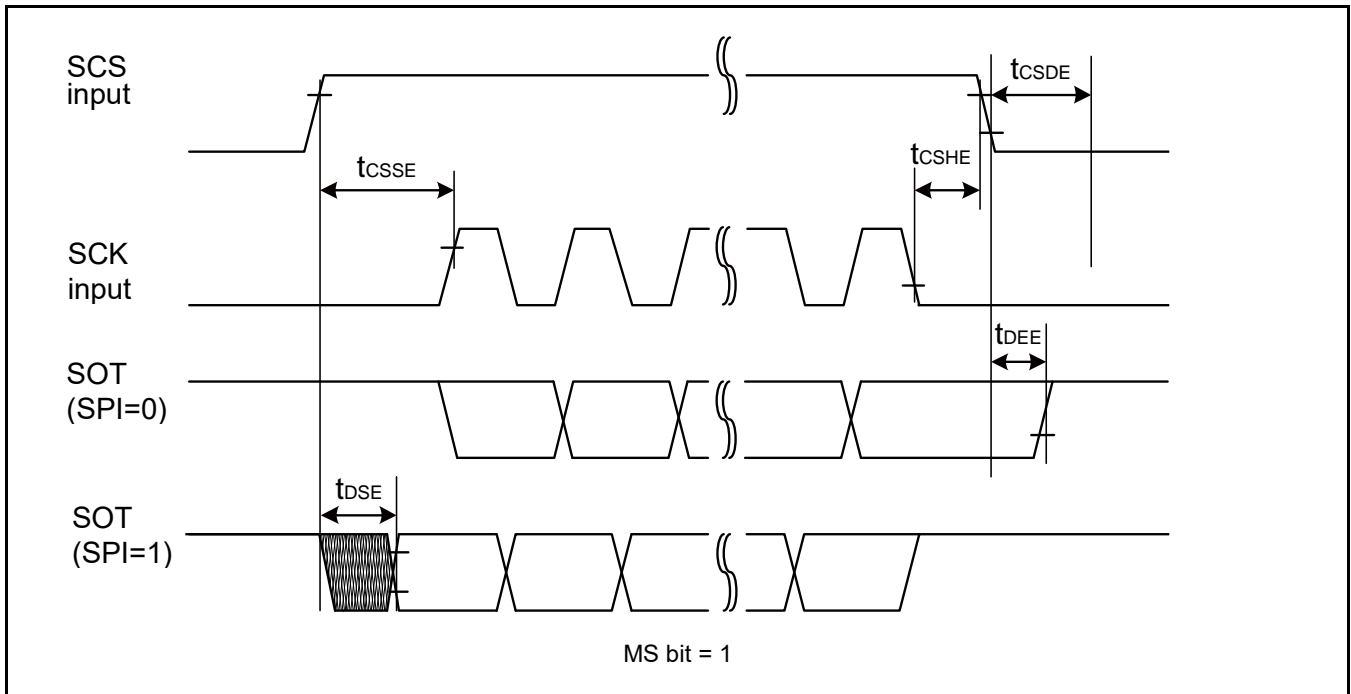 SCS
input
tCSDE
tCSHE
tCSSE
SCK
input
tDEE
SOT
(SPI=0)
tDSE
SOT
(SPI=1)
MS bit = 1